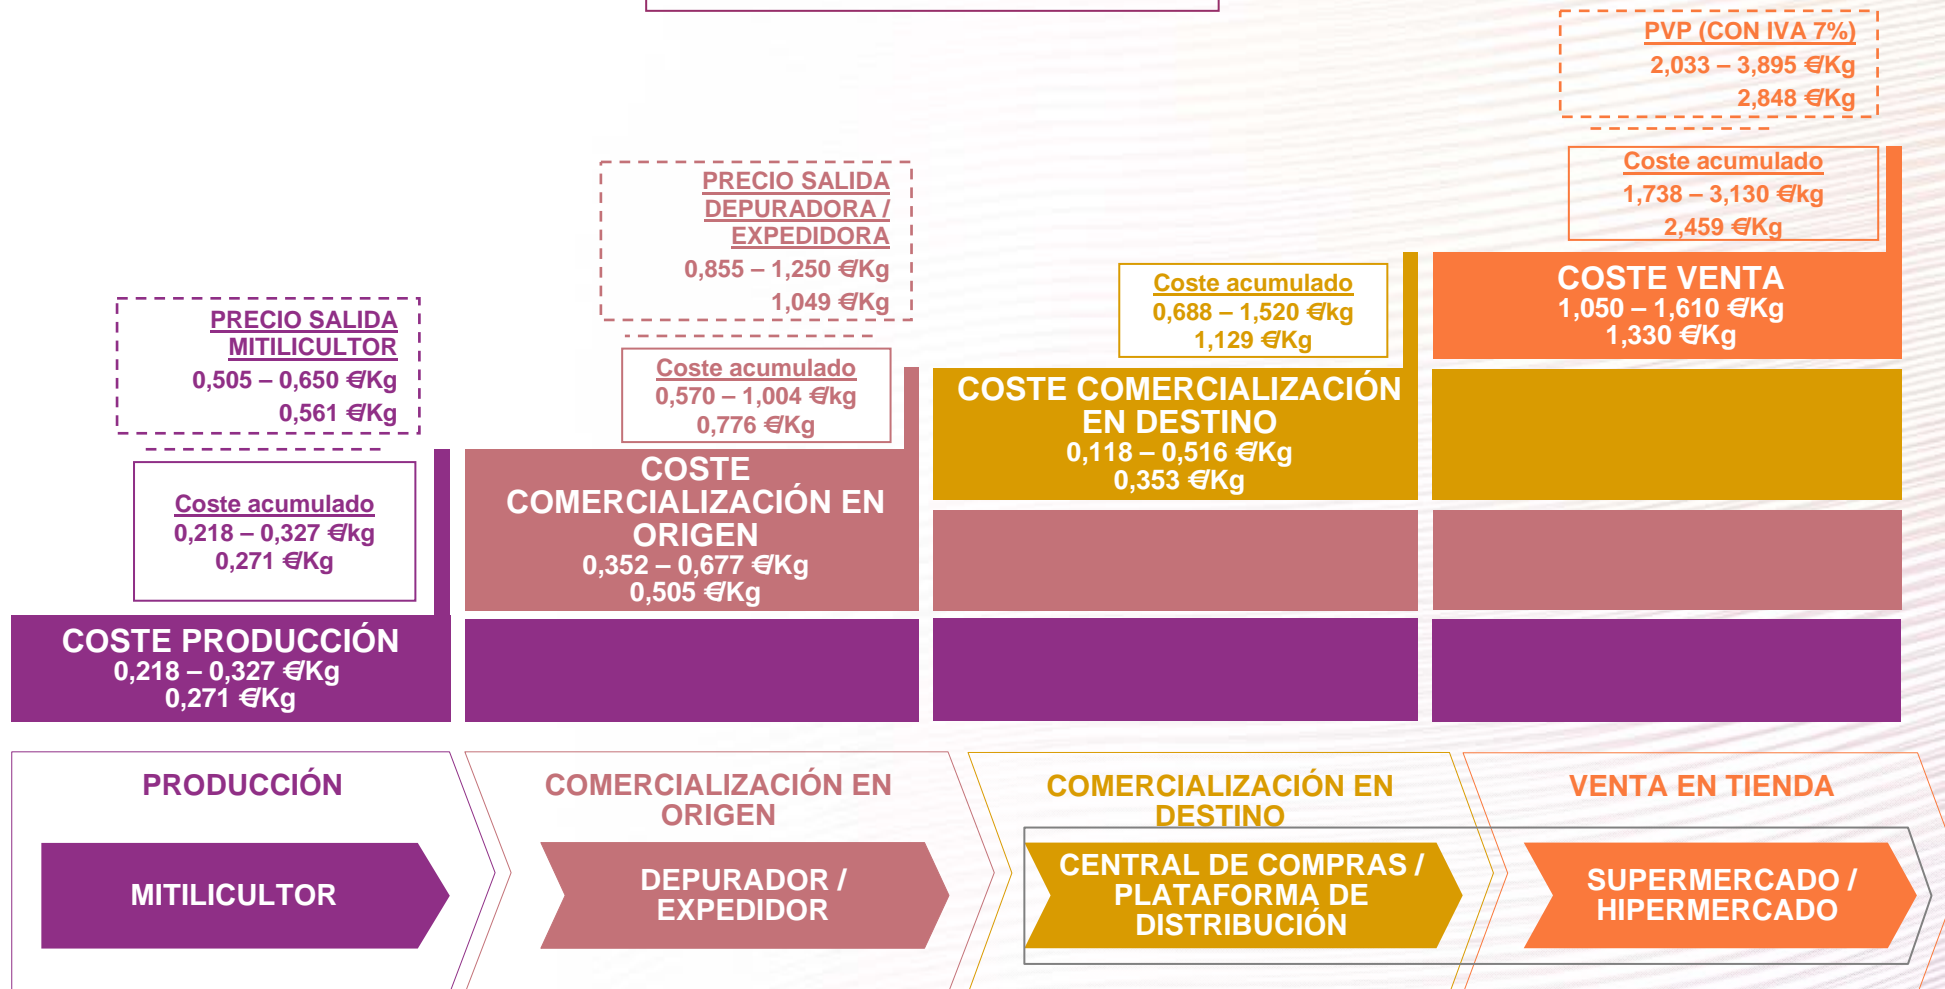 PVP (CON IVA 7%)
2,033 – 3,895 €/Kg
2,848 €/Kg
Coste acumulado
1,738 – 3,130 €/kg
2,459 €/Kg
COSTE VENTA
1,050 – 1,610 €/Kg
1,330 €/Kg
PRECIO SALIDA
DEPURADORA /
EXPEDIDORA
0,855 – 1,250 €/Kg
1,049 €/Kg
Coste acumulado
0,570 – 1,004 €/kg
0,776 €/Kg
Coste acumulado
0,688 – 1,520 €/kg
1,129 €/Kg
COSTE COMERCIALIZACIÓN
EN DESTINO
0,118 – 0,516 €/Kg
0,353 €/Kg
PRECIO SALIDA
MITILICULTOR
0,505 – 0,650 €/Kg
0,561 €/Kg
Coste acumulado
0,218 – 0,327 €/kg
0,271 €/Kg
COSTE
COMERCIALIZACIÓN EN
ORIGEN
0,352 – 0,677 €/Kg
0,505 €/Kg
COSTE PRODUCCIÓN
0,218 – 0,327 €/Kg
0,271 €/Kg
PRODUCCIÓN
MITILICULTOR
COMERCIALIZACIÓN EN
ORIGEN
DEPURADOR /
EXPEDIDOR
COMERCIALIZACIÓN EN
DESTINO
CENTRAL DE COMPRAS /
PLATAFORMA DE
DISTRIBUCIÓN
VENTA EN TIENDA
SUPERMERCADO /
HIPERMERCADO